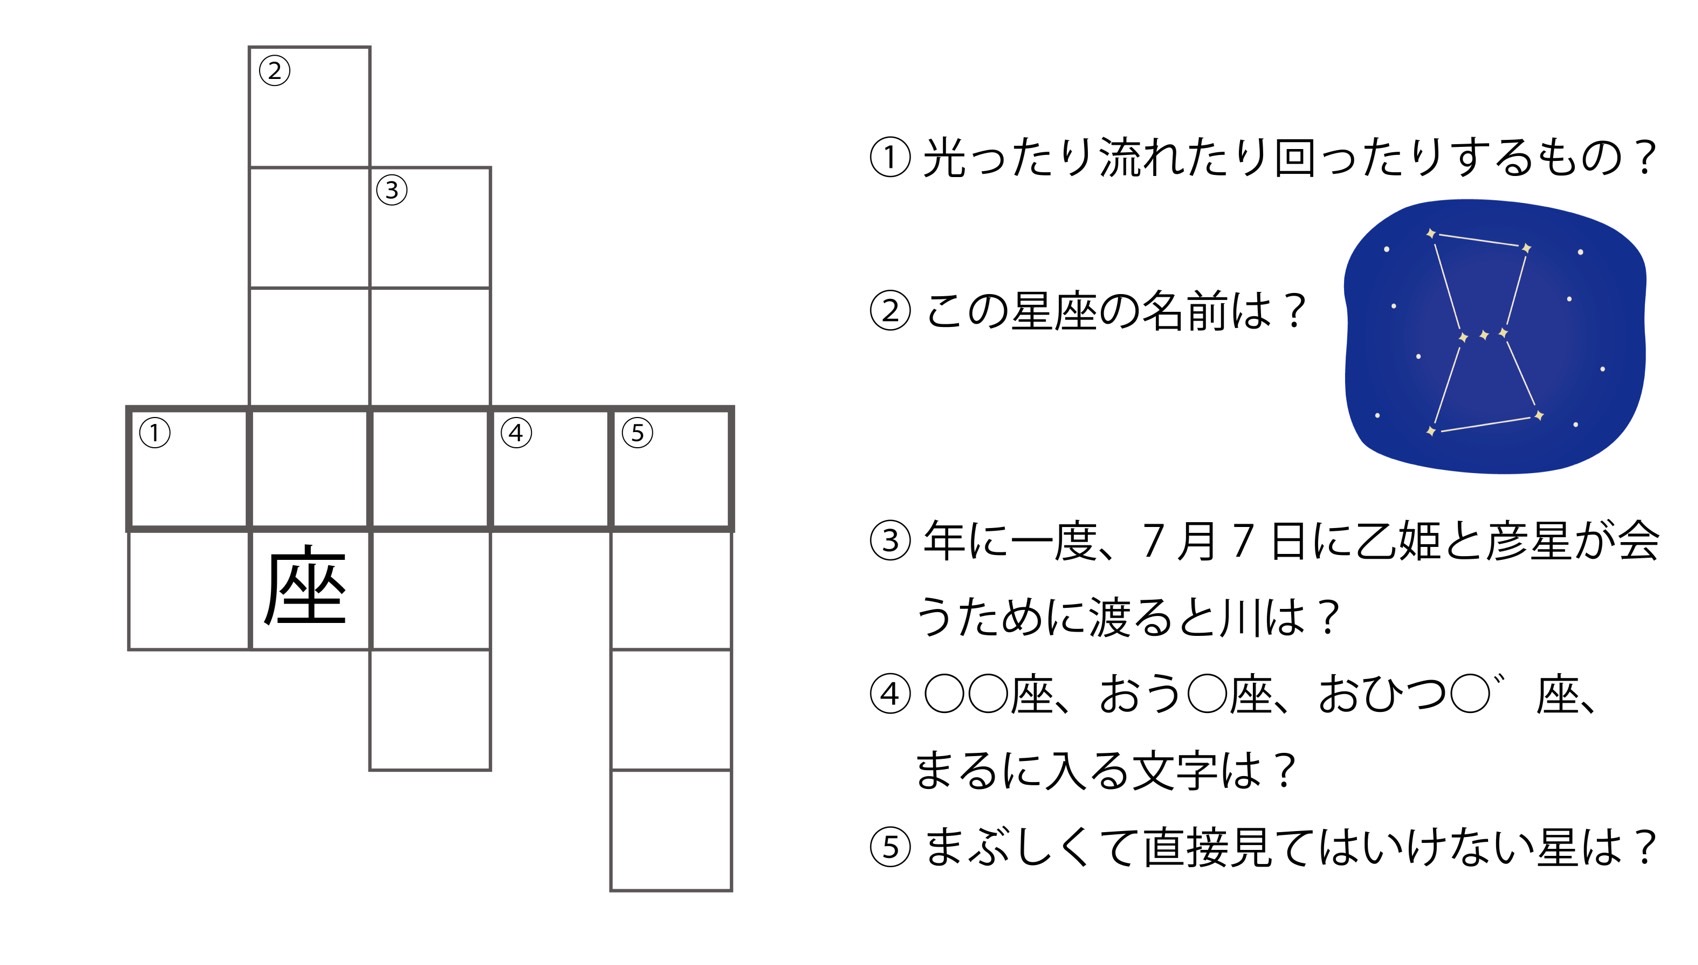 ②
③
①
④
⑤
座
① 光ったり流れたり回ったりするもの？
② この星座の名前は？
③ 年に一度、７月７日に乙姫と彦星が会
うために渡ると川は？
④ ○○座、おう○座、おひつ○゛座、
まるに入る文字は？
⑤ まぶしくて直接見てはいけない星は？